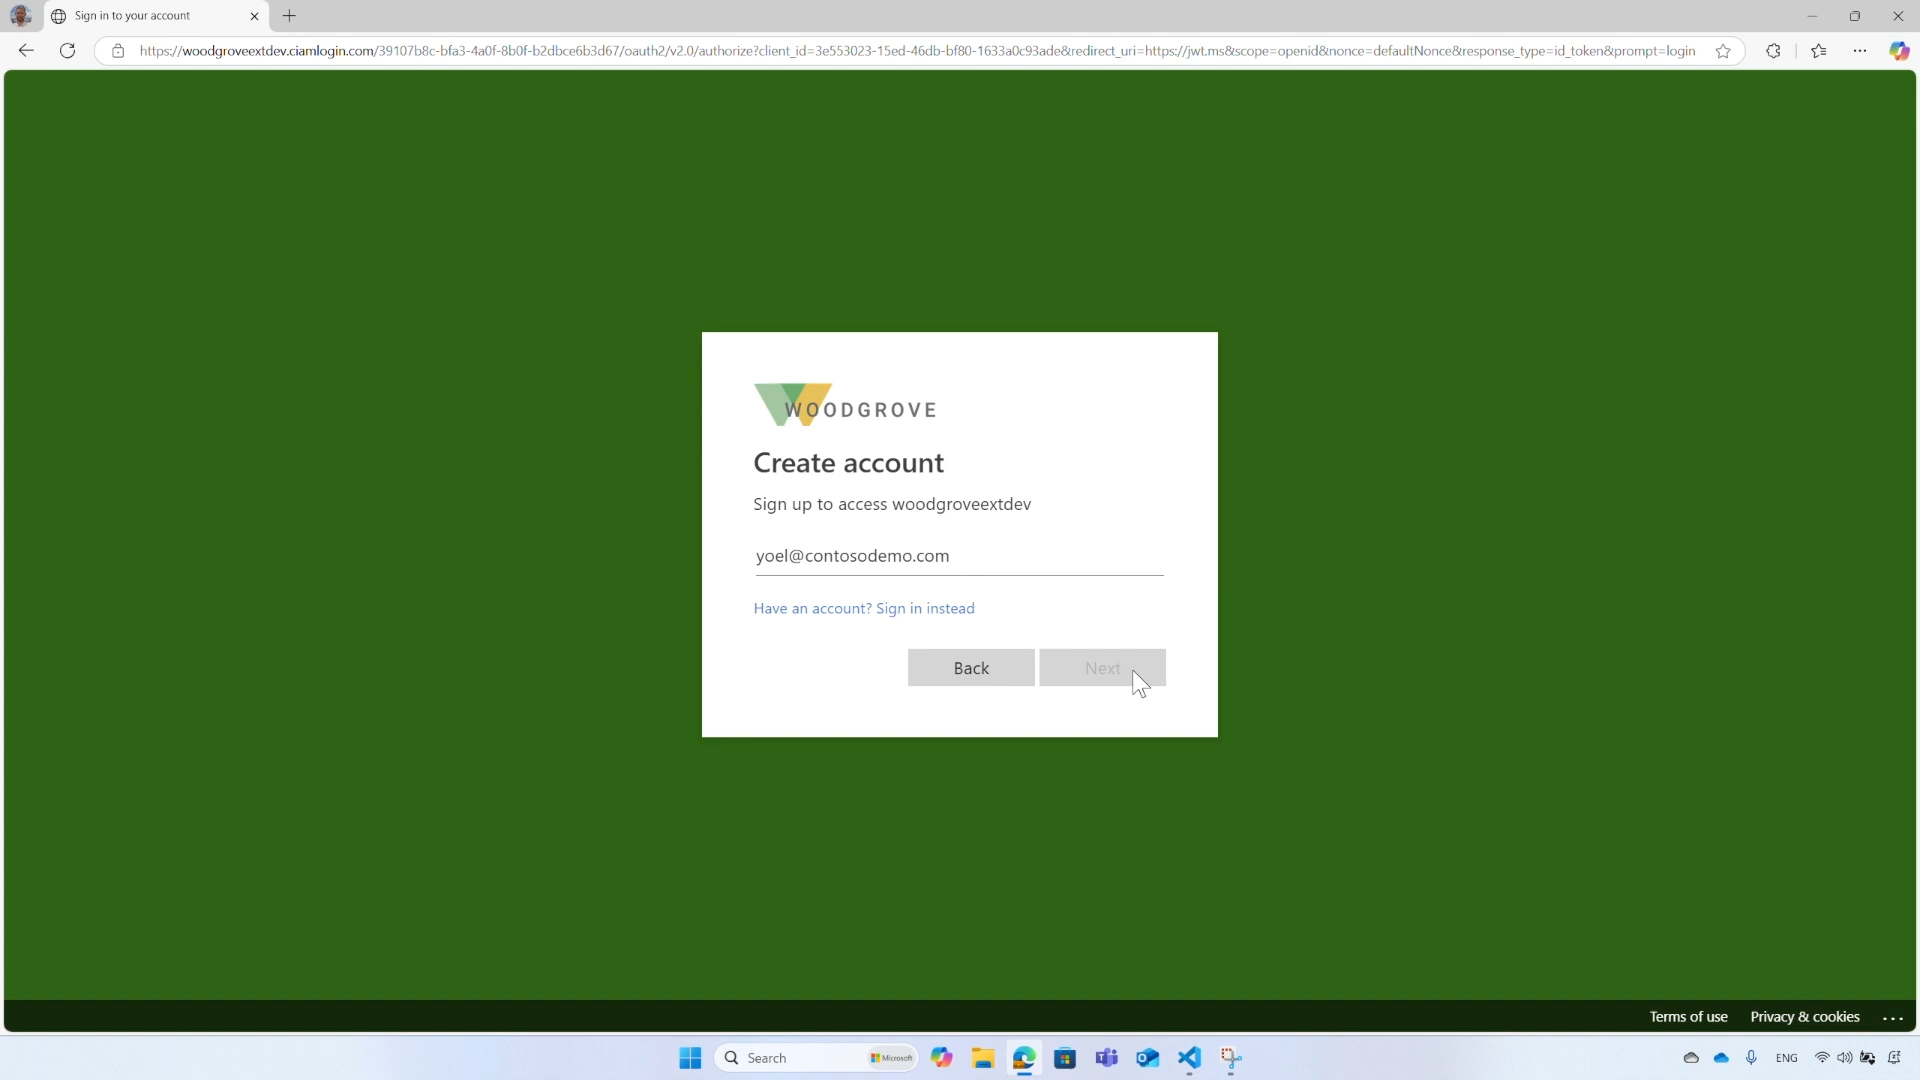 Sign in to your account
https://woodgroveextdev.ciamlogin.com/39107b8c-bfa3-4a0f-8b0f-b2dbce6b3d67/oauth2/v2.0/authorize?client_id=3e553023-15ed-46db-bf80-1633a0c93ade&redirect_uri=https://jwt.ms&scope=openid&nonce=defaultNonce&response_type=id_token&prompt=login
WOODGROVE
Create account
Sign up to access woodgroveextdev
yoel@contosodemo.com
Have an account? Sign in instead
Back Next
Terms of use Privacy & cookies ...
Search Microsoft ENG